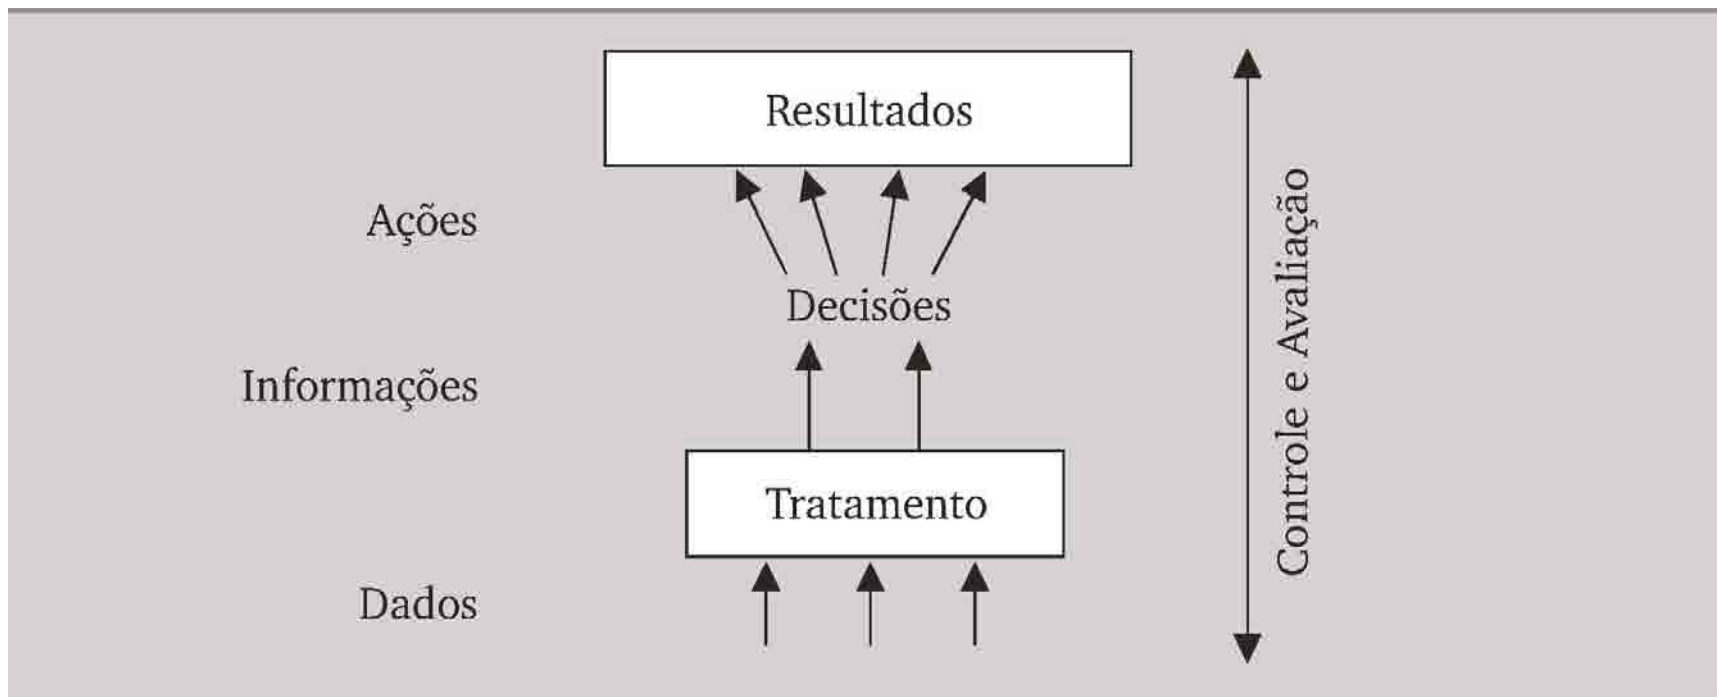 Resultados
Ações
Decisões
Informações
Tratamento
Dados
Controle e Avaliação